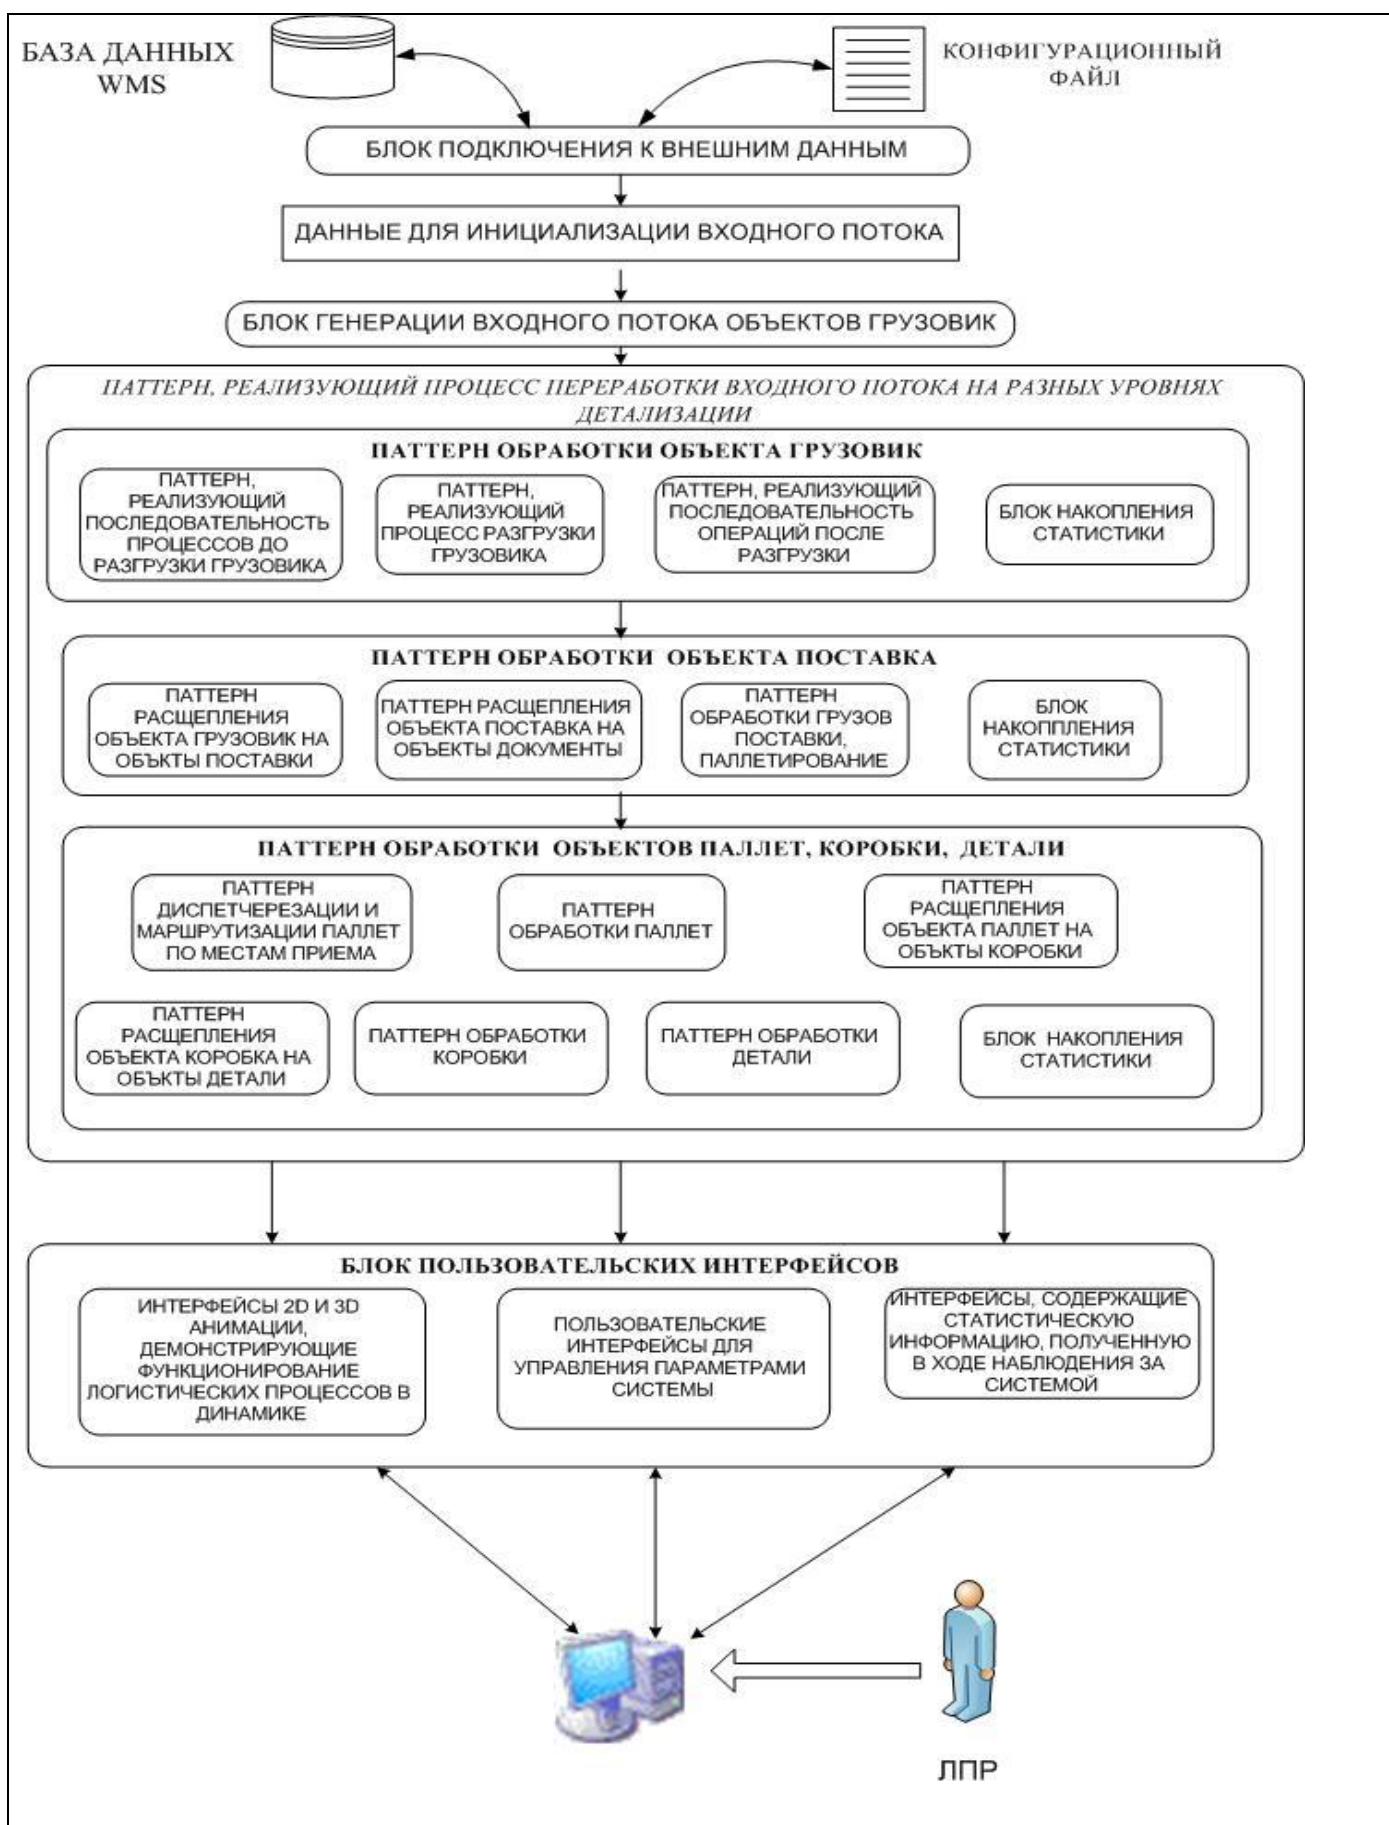 БАЗА ДАННЫХ
WMS
КОНФИГУРАЦИОННЫЙ
ФАЙЛ
БЛОК ПОДКЛЮЧЕНИЯ К ВНЕШНИМ ДАННЫМ
ДАННЫЕ ДЛЯ ИНИЦИАЛИЗАЦИИ ВХОДНОГО ПОТОКА
БЛОК ГЕНЕРАЦИИ ВХОДНОГО ПОТОКА ОБЪЕКТОВ ГРУЗОВИК
ПАТТЕРН, РЕАЛИЗУЮЩИЙ ПРОЦЕСС ПЕРЕРАБОТКИ ВХОДНОГО ПОТОКА НА РАЗНЫХ УРОВНЯХ
ДЕТАЛИЗАЦИИ
ПАТТЕРН ОБРАБОТКИ ОБЪЕКТА ГРУЗОВИК
ПАТТЕРН,
РЕАЛИЗУЮЩИЙ
ПОСЛЕДОВАТЕЛЬНОСТЬ
ПРОЦЕССОВ ДО
РАЗГРУЗКИ ГРУЗОВИКА
ПАТТЕРН,
РЕАЛИЗУЮЩИЙ
ПРОЦЕСС РАЗГРУЗКИ
ГРУЗОВИКА
ПАТТЕРН, РЕАЛИЗУЮЩИЙ
ПОСЛЕДОВАТЕЛЬНОСТЬ
ОПЕРАЦИЙ ПОСЛЕ
РАЗГРУЗКИ
БЛОК НАКОПЛЕНИЯ
СТАТИСТИКИ
ПАТТЕРН ОБРАБОТКИ ОБЪЕКТА ПОСТАВКА
ПАТТЕРН
РАСЩЕПЛЕНИЯ
ОБЪЕКТА ГРУЗОВИК НА
ОБЪКТЫ ПОСТАВКИ
ПАТТЕРН РАСЩЕПЛЕНИЯ
ОБЪЕКТА ПОСТАВКА НА
ОБЪЕКТЫ ДОКУМЕНТЫ
ПАТТЕРН
ОБРАБОТКИ ГРУЗОВ
ПОСТАВКИ,
ПАЛЛЕТИРОВАНИЕ
БЛОК
НАКОППЛЕНИЯ
СТАТИСТИКИ
ПАТТЕРН ОБРАБОТКИ ОБЪЕКТОВ ПАЛЛЕТ, КОРОБКИ, ДЕТАЛИ
ПАТТЕРН
ДИСПЕТЧЕРЕЗАЦИИ И
МАРШРУТИЗАЦИИ ПАЛЛЕТ
ПО МЕСТАМ ПРИЕМА
ПАТТЕРН
ОБРАБОТКИ ПАЛЛЕТ
ПАТТЕРН
РАСЩЕПЛЕНИЯ
ОБЪЕКТА ПАЛЛЕТ НА
ОБЪКТЫ КОРОБКИ
ПАТТЕРН
РАСЩЕПЛЕНИЯ
ОБЪЕКТА КОРОБКА НА
ОБЪКТЫ ДЕТАЛИ
ПАТТЕРН ОБРАБОТКИ
КОРОБКИ
ПАТТЕРН ОБРАБОТКИ
ДЕТАЛИ
БЛОК НАКОПЛЕНИЯ
СТАТИСТИКИ
БЛОК ПОЛЬЗОВАТЕЛЬСКИХ ИНТЕРФЕЙСОВ
ИНТЕРФЕЙСЫ 2D И 3D
АНИМАЦИИ,
ДЕМОНСТРИРУЮЩИЕ
ФУНКЦИОНИРОВАНИЕ
ЛОГИСТИЧЕСКИХ ПРОЦЕССОВ В
ДИНАМИКЕ
ПОЛЬЗОВАТЕЛЬСКИЕ
ИНТЕРФЕЙСЫ ДЛЯ
УПРАВЛЕНИЯ ПАРАМЕТРАМИ
СИСТЕМЫ
ИНТЕРФЕЙСЫ, СОДЕРЖАЩИЕ
СТАТИСТИЧЕСКУЮ
ИНФОРМАЦИЮ, ПОЛУЧЕННУЮ
В ХОДЕ НАБЛЮДЕНИЯ ЗА
СИСТЕМОЙ
ЛПР